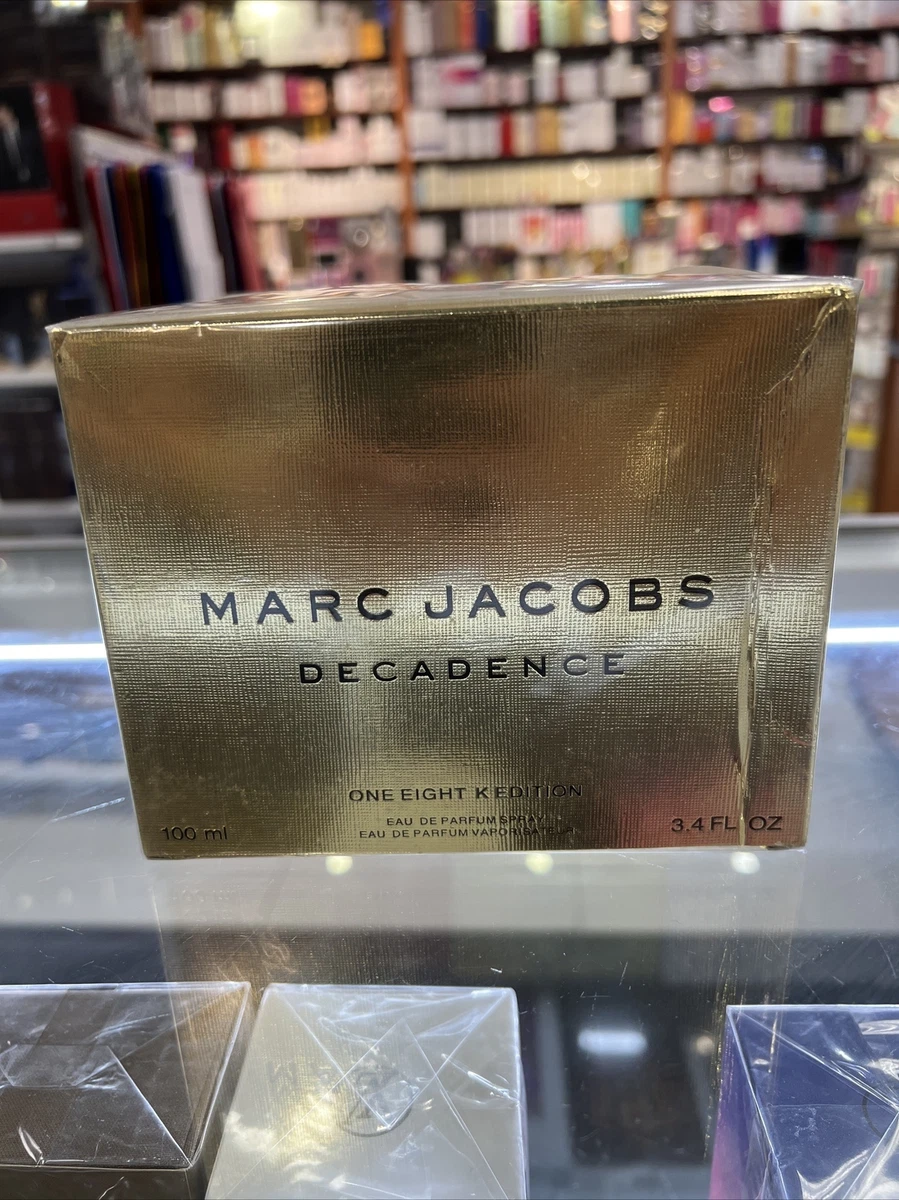 MARC JACOBS
DECADENCE
ONE EIGHT K EDITION
EAU DE PARFUM SPRAY
EAU DE PARFUM VAPORISATEUR
100 ml
3.4 FL OZ